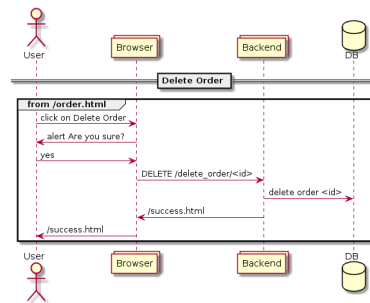 User
Browser
Backend
DB
Delete Order
from /order.html
click on Delete Order
alert Are you sure?
yes
DELETE /delete_order/<id>
delete order <id>
/success.html
/success.html
User
Browser
Backend
DB